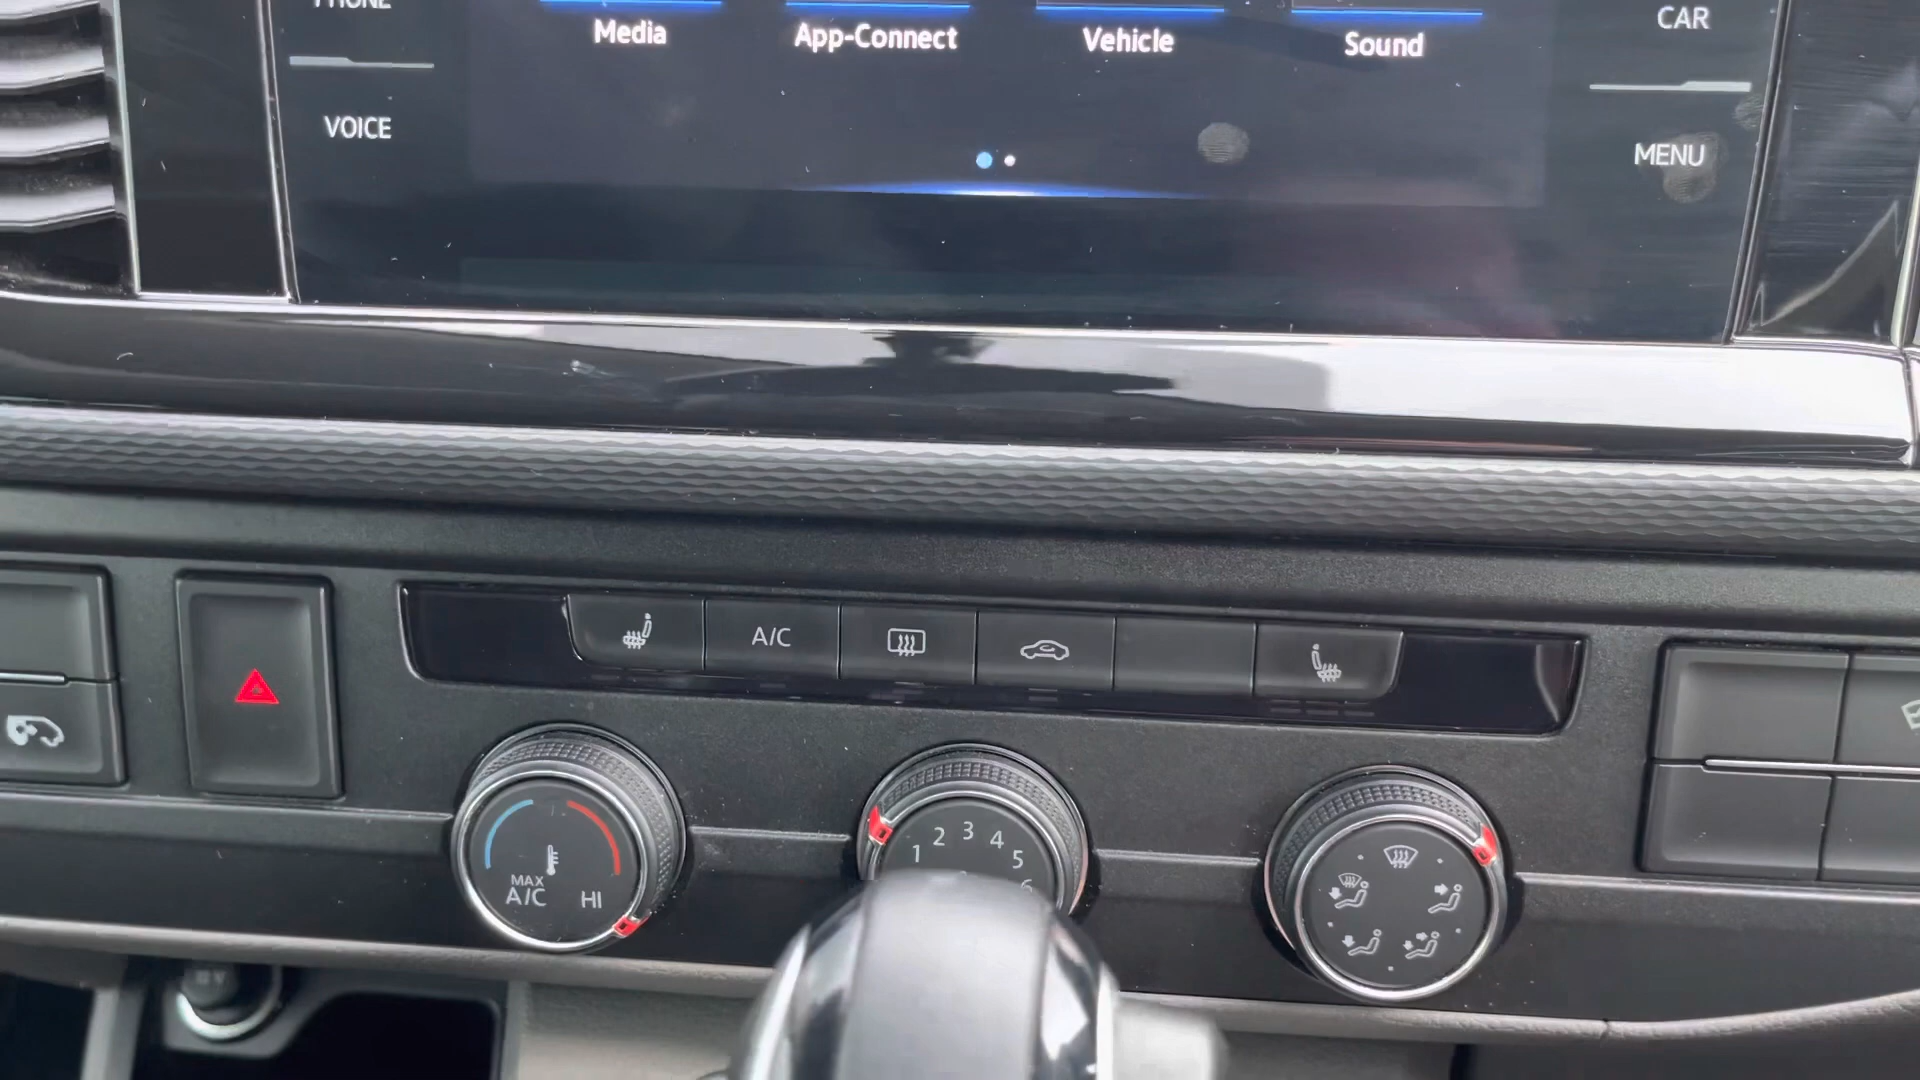 PHONE
Media
App-Connect
Vehicle
Sound
CAR
VOICE
MENU
A/C
MAX
A/C
HI
1
2
3
4
5
6